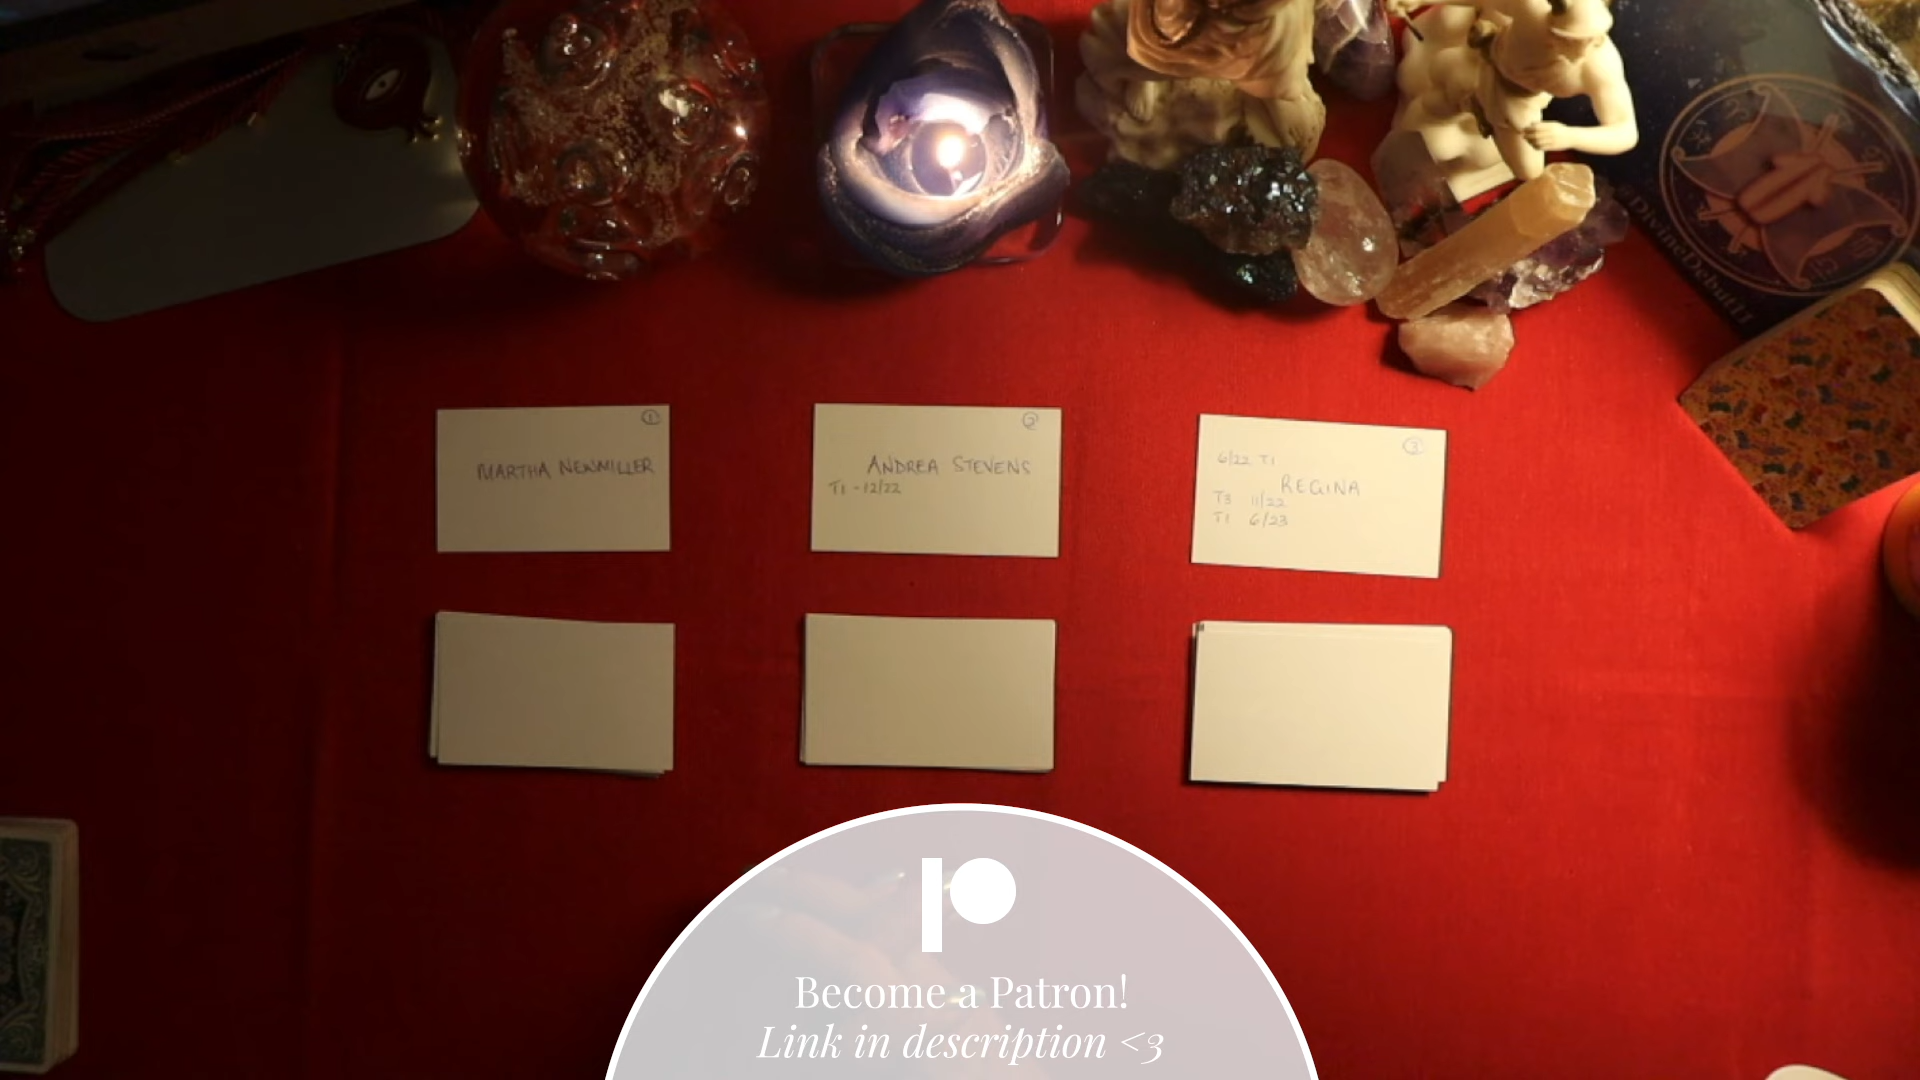 @DivineDebutH
1
MARTHA NEWMILLER
2
ANDREA STEVENS
T1 - 12/22
3
6/22 T1
REGINA
T3 11/22
T1 6/23
Become a Patron!
Link in description <3